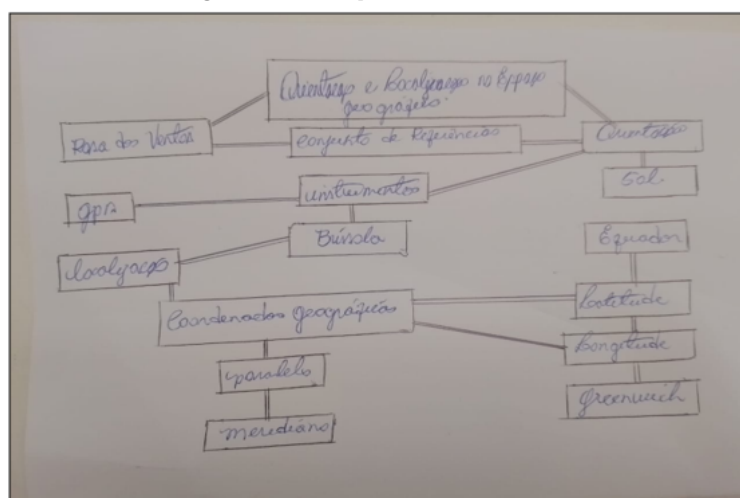 Orientação e Localização no Espaço
geográfico.
Rosa dos Ventos
Conjunto de Referências
Orientação
Sol
instrumentos
gps
Bússola
Equador
localização
Coordenadas geográficas
Latitude
Longitude
paralelo
greenwich
meridiano